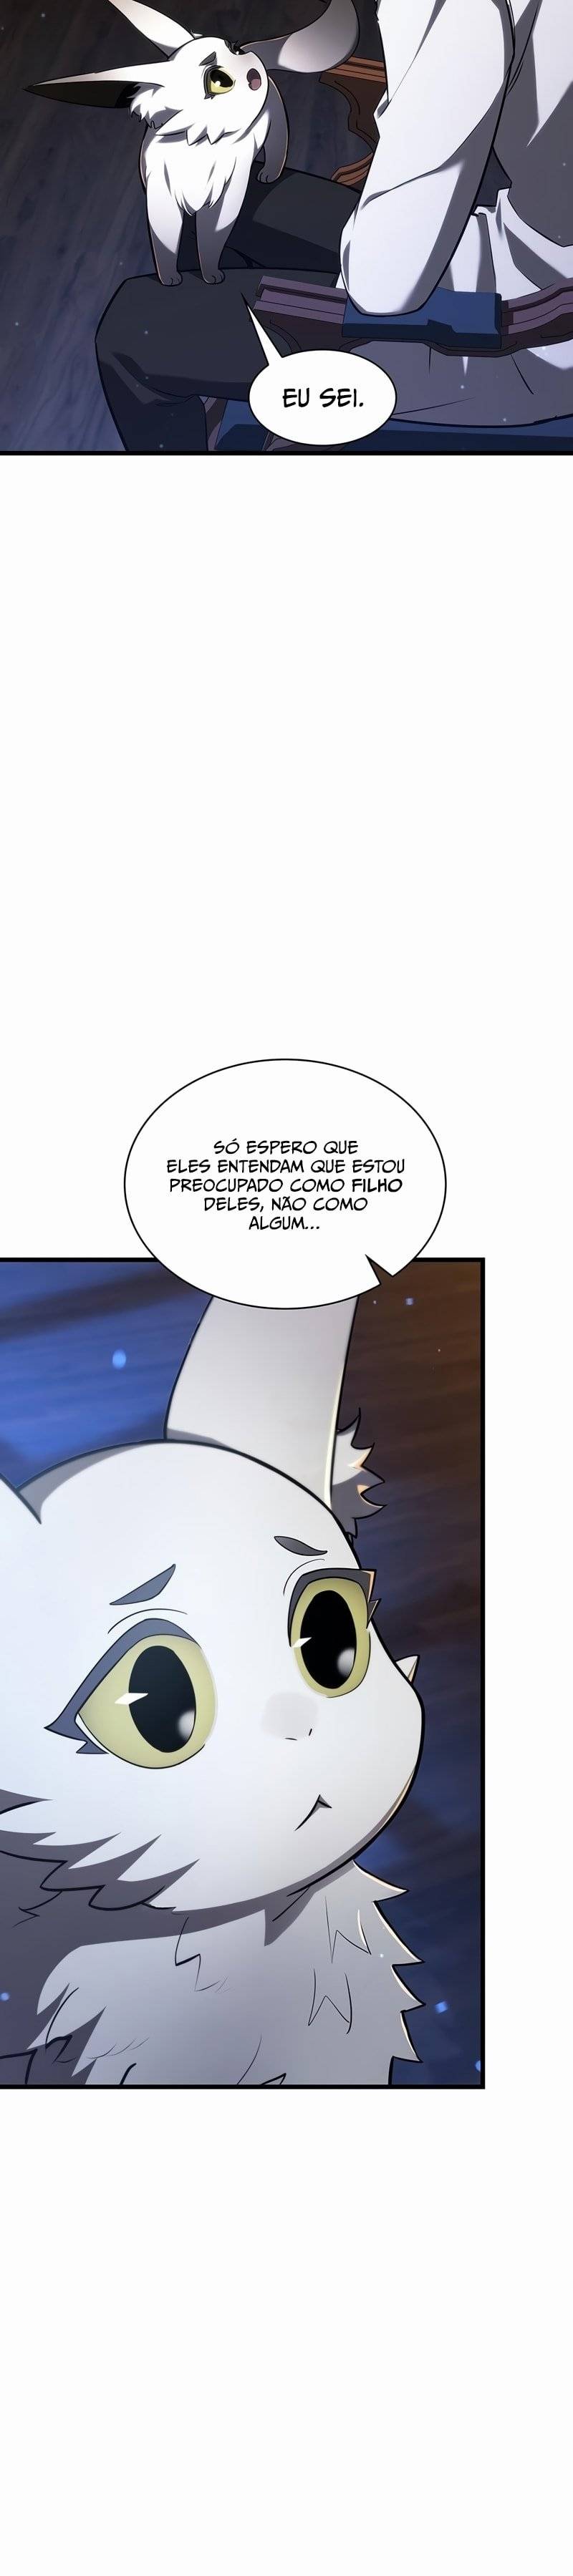 EU SEI.
SÓ ESPERO QUE
ELES ENTENDAM QUE ESTOU
PREOCUPADO COMO FILHO
DELES, NÃO COMO
ALGUM...